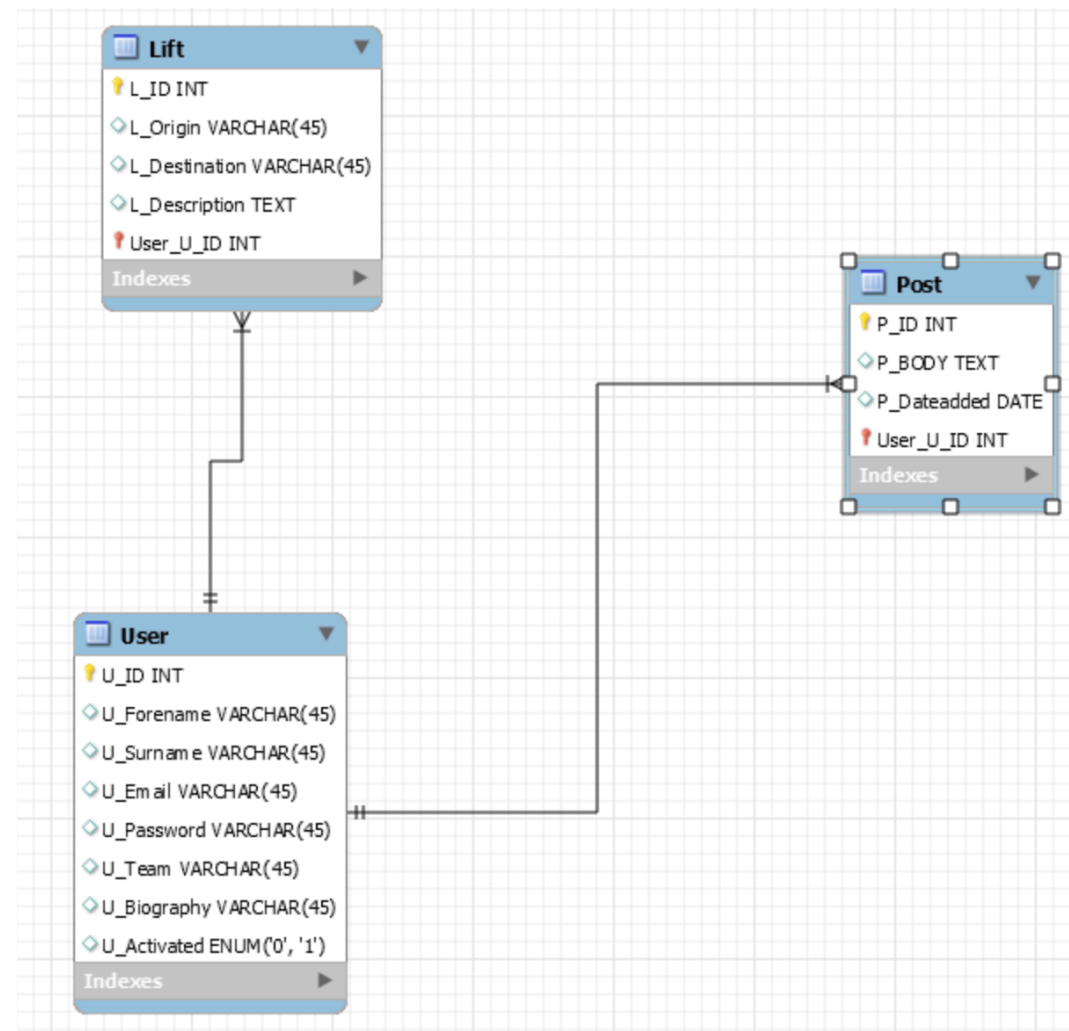 Lift
L_ID INT
L_Origin VARCHAR(45)
L_Destination VARCHAR(45)
L_Description TEXT
User_U_ID INT
Indexes
Post
P_ID INT
P_BODY TEXT
P_Dateadded DATE
User_U_ID INT
Indexes
User
U_ID INT
U_Forename VARCHAR(45)
U_Surname VARCHAR(45)
U_Email VARCHAR(45)
U_Password VARCHAR(45)
U_Team VARCHAR(45)
U_Biography VARCHAR(45)
U_Activated ENUM('0', '1')
Indexes